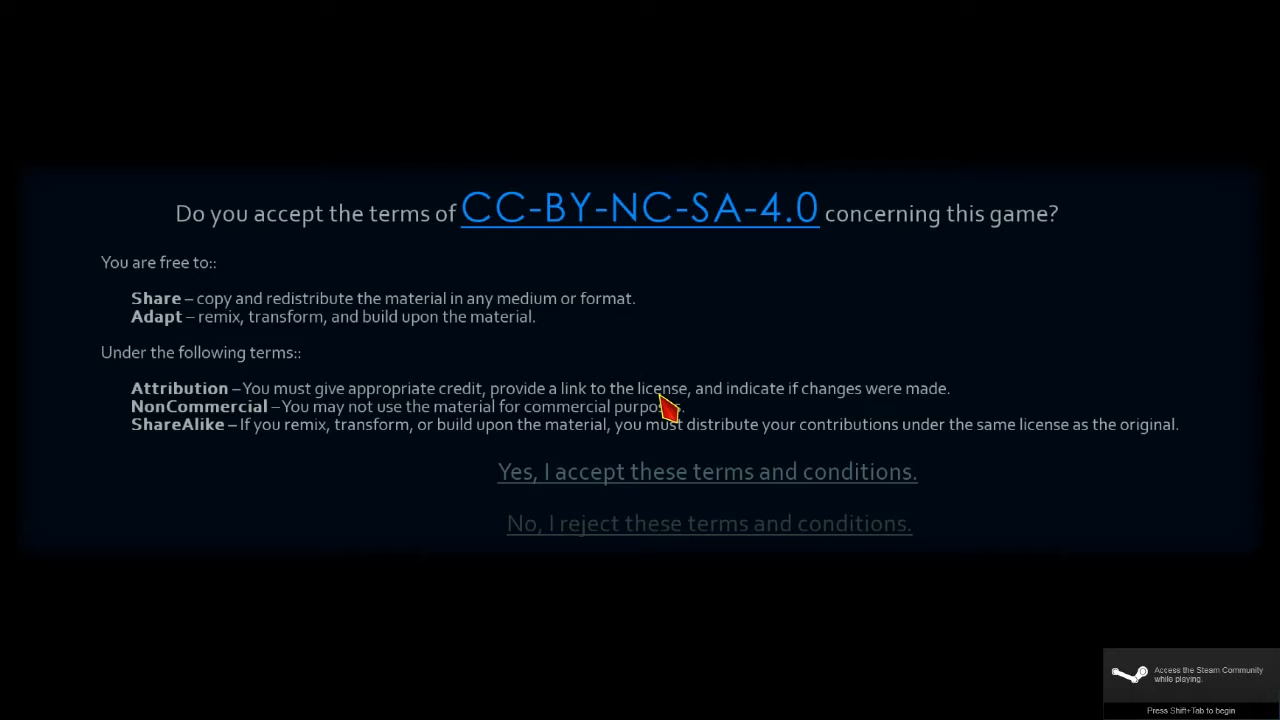 Do you accept the terms of CC-BY-NC-SA-4.0 concerning this game?
You are free to::
Share – copy and redistribute the material in any medium or format.
Adapt – remix, transform, and build upon the material.
Under the following terms::
Attribution – You must give appropriate credit, provide a link to the license, and indicate if changes were made.
NonCommercial – You may not use the material for commercial purposes.
ShareAlike – If you remix, transform, or build upon the material, you must distribute your contributions under the same license as the original.
Yes, I accept these terms and conditions.
No, I reject these terms and conditions.
Access the Steam Community
while playing.
Press Shift+Tab to begin